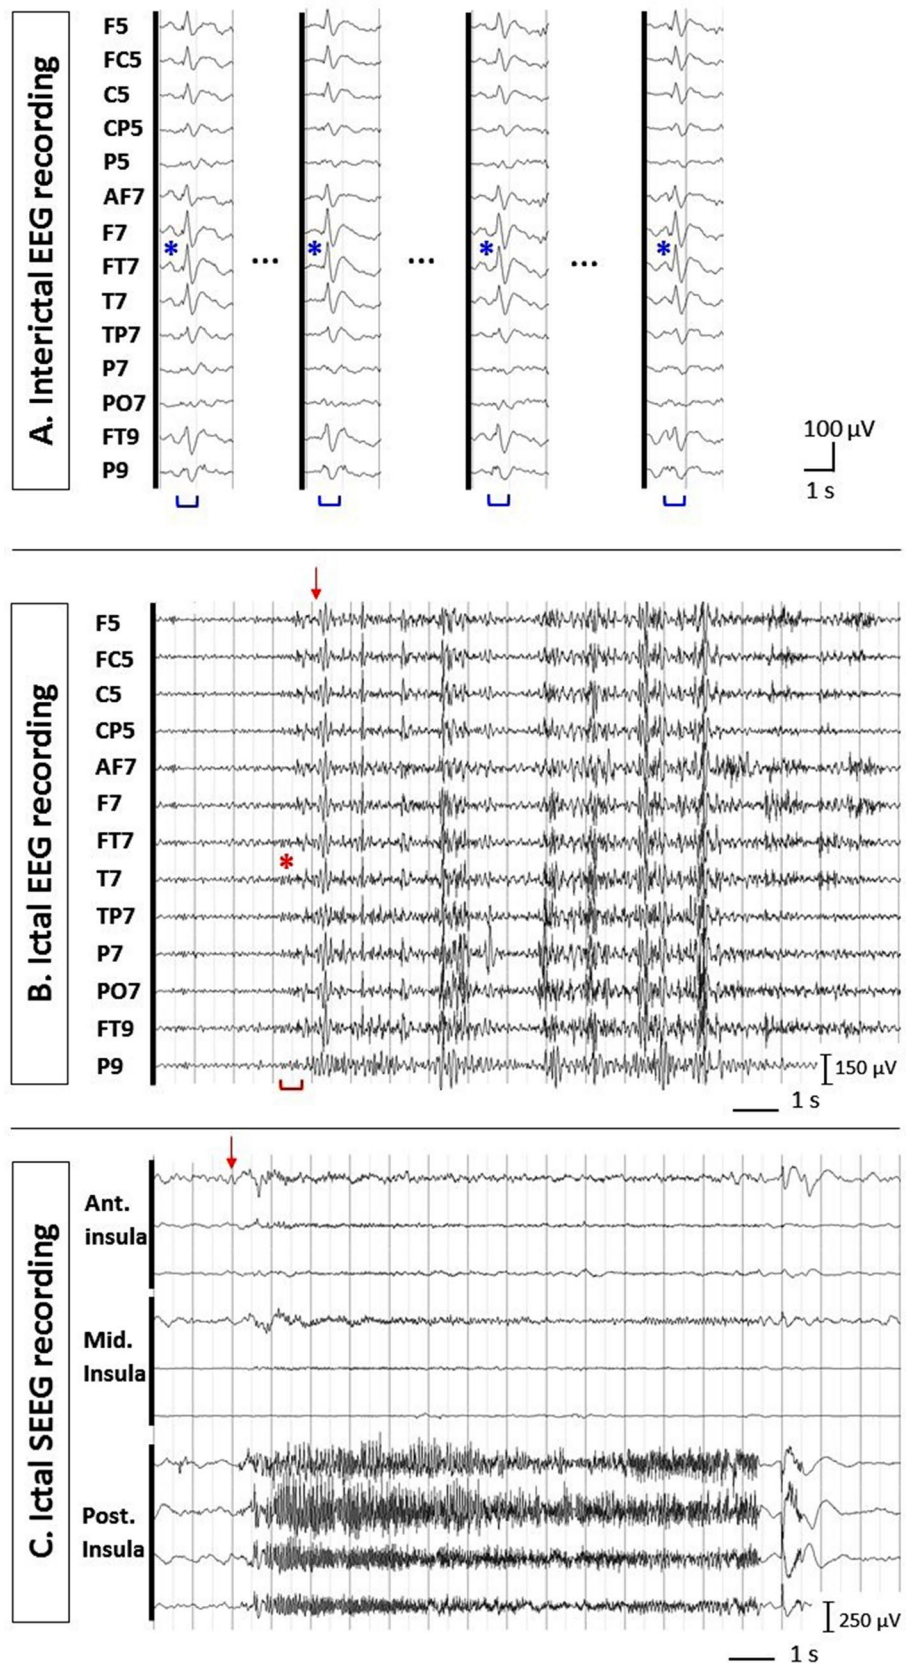 A. Interictal EEG recording
F5
FC5
C5
CP5
P5
AF7
F7
*
*
*
*
...
...
...
FT7
T7
TP7
P7
PO7
FT9
P9
100 µV
1 s
B. Ictal EEG recording
F5
FC5
C5
CP5
AF7
F7
FT7
*
T7
TP7
P7
PO7
FT9
P9
150 µV
1 s
C. Ictal SEEG recording
Ant.
insula
Mid.
Insula
Post.
Insula
250 µV
1 s